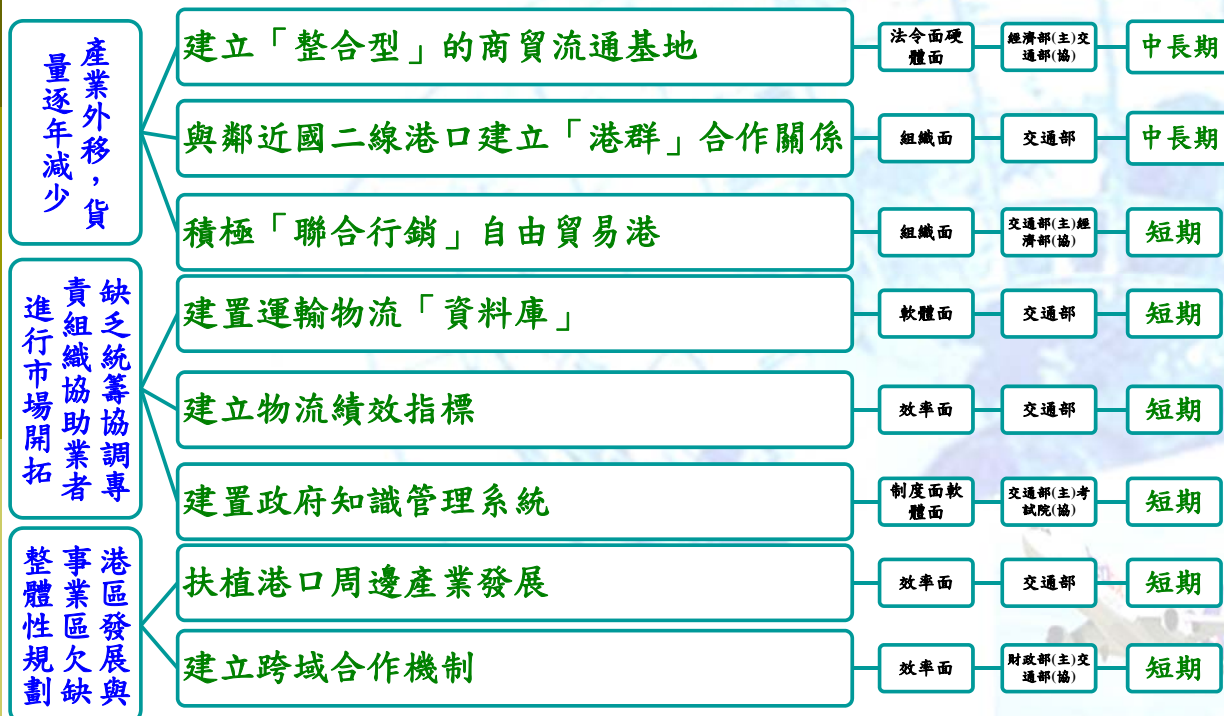 產業外移，貨
量逐年減少
建立「整合型」的商貿流通基地
法令面硬
體面
經濟部(主)交
通部(協)
中長期
與鄰近國二線港口建立「港群」合作關係
組織面
交通部
中長期
積極「聯合行銷」自由貿易港
組織面
交通部(主)經
濟部(協)
短期
缺乏統籌協調專
責組織協助業者
進行市場開拓
建置運輸物流「資料庫」
軟體面
交通部
短期
建立物流績效指標
效率面
交通部
短期
建置政府知識管理系統
制度面軟
體面
交通部(主)考
試院(協)
短期
港區發展與
事業區欠缺
整體性規劃
扶植港口周邊產業發展
效率面
交通部
短期
建立跨域合作機制
效率面
財政部(主)交
通部(協)
短期